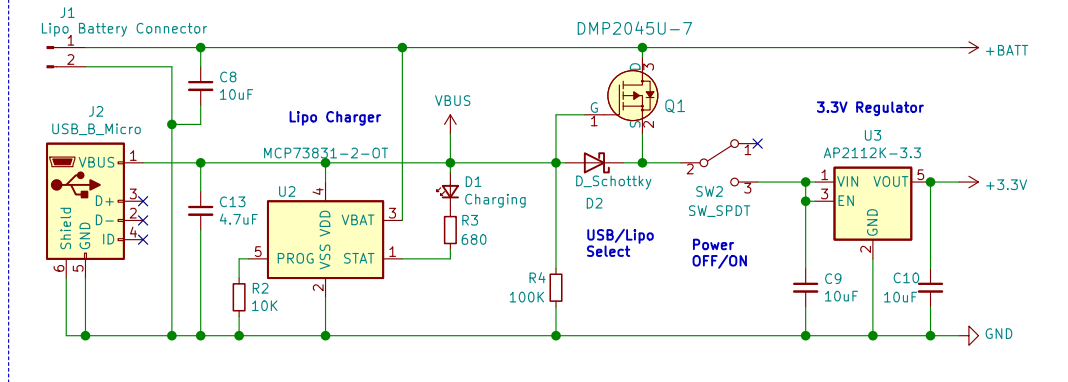 J1
Lipo Battery Connector
1
2
C8
10uF
DMP2045U-7
D
3
G
1
S
2
Q1
+BATT
J2
USB_B_Micro
VBUS
1
D+
3
D-
2
ID
4
Shield
GND
6
5
C13
4.7uF
Lipo Charger
MCP73831-2-OT
U2
4
VDD
VBAT
3
5
PROG
VSS
STAT
1
2
R2
10K
VBUS
D1
Charging
R3
680
D_Schottky
D2
USB/Lipo
Select
R4
100K
1
2
3
SW2
SW_SPDT
Power
OFF/ON
3.3V Regulator
U3
AP2112K-3.3
1
VIN
VOUT
5
3
EN
GND
2
+3.3V
C9
10uF
C10
10uF
GND